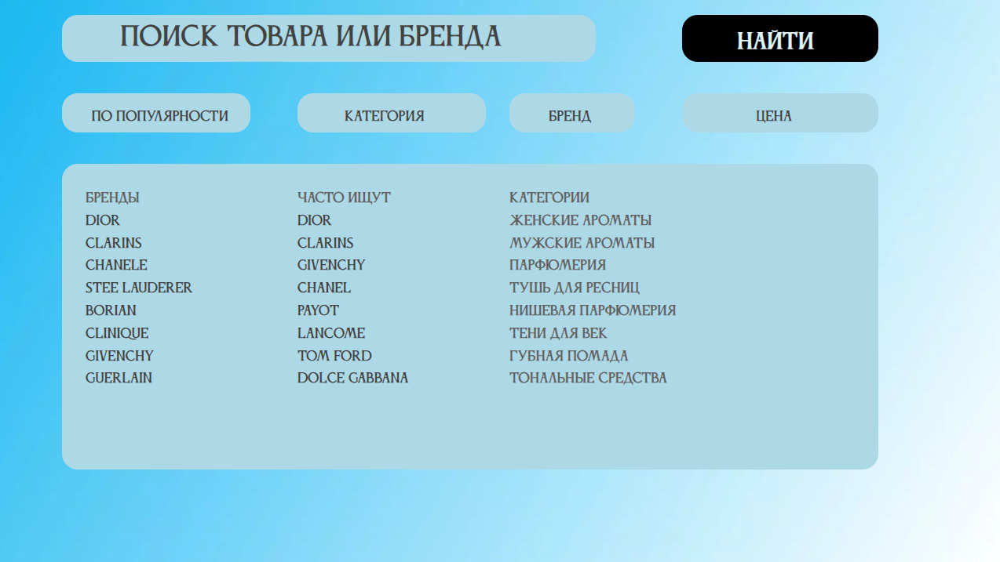 ПОИСК ТОВАРА ИЛИ БРЕНДА
НАЙТИ
ПО ПОПУЛЯРНОСТИ
КАТЕГОРИЯ
БРЕНД
ЦЕНА
БРЕНДЫ
DIOR
CLARINS
CHANELE
STEE LAUDERER
BORIAN
CLINIQUE
GIVENCHY
GUERLAIN
ЧАСТО ИЩУТ
DIOR
CLARINS
GIVENCHY
CHANEL
PAYOT
LANCOME
TOM FORD
DOLCE GABBANA
КАТЕГОРИИ
ЖЕНСКИЕ АРОМАТЫ
МУЖСКИЕ АРОМАТЫ
ПАРФЮМЕРИЯ
ТУШЬ ДЛЯ РЕСНИЦ
НИШЕВАЯ ПАРФЮМЕРИЯ
ТЕНИ ДЛЯ ВЕК
ГУБНАЯ ПОМАДА
ТОНАЛЬНЫЕ СРЕДСТВА